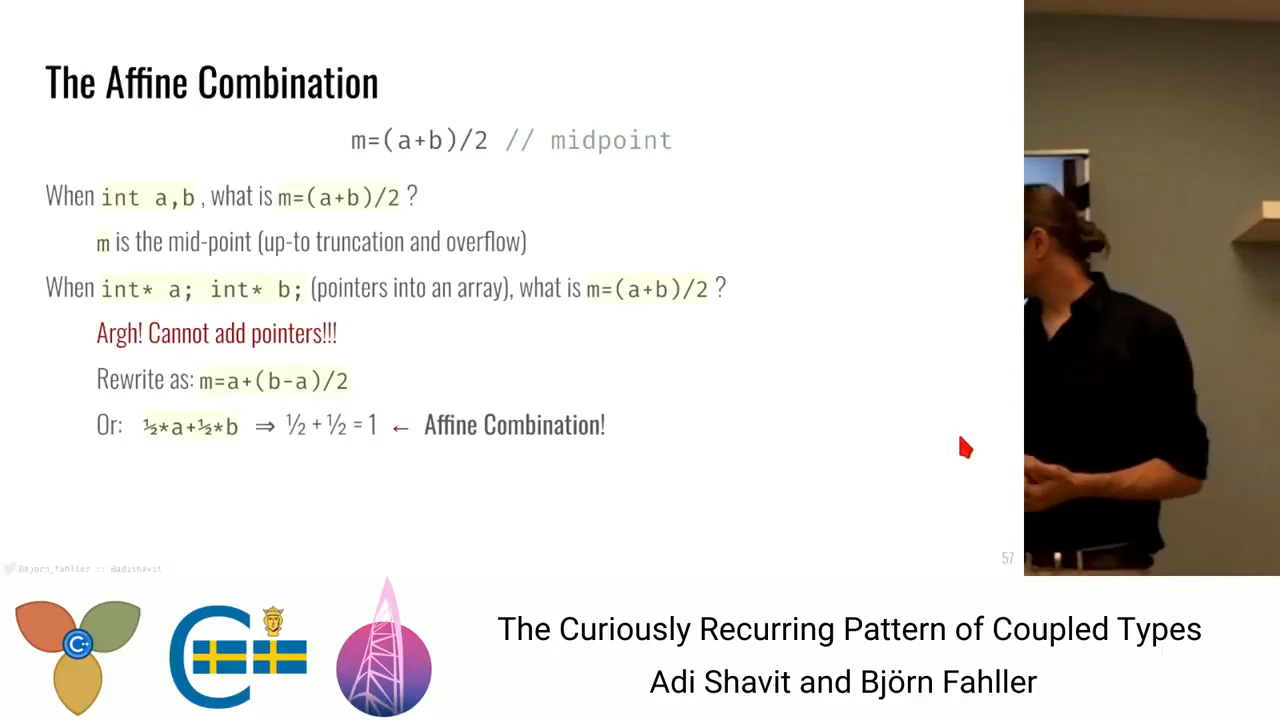 The Affine Combination
m=(a+b)/2 // midpoint
When int a,b , what is m=(a+b)/2 ?
m is the mid-point (up-to truncation and overflow)
When int* a; int* b; (pointers into an array), what is m=(a+b)/2 ?
Argh! Cannot add pointers!!!
Rewrite as: m=a+(b-a)/2
Or: ½*a+½*b ⇒ ½ + ½ = 1 ← Affine Combination!
57
@bjorn_fahller :: @adishavit
The Curiously Recurring Pattern of Coupled Types
Adi Shavit and Björn Fahller